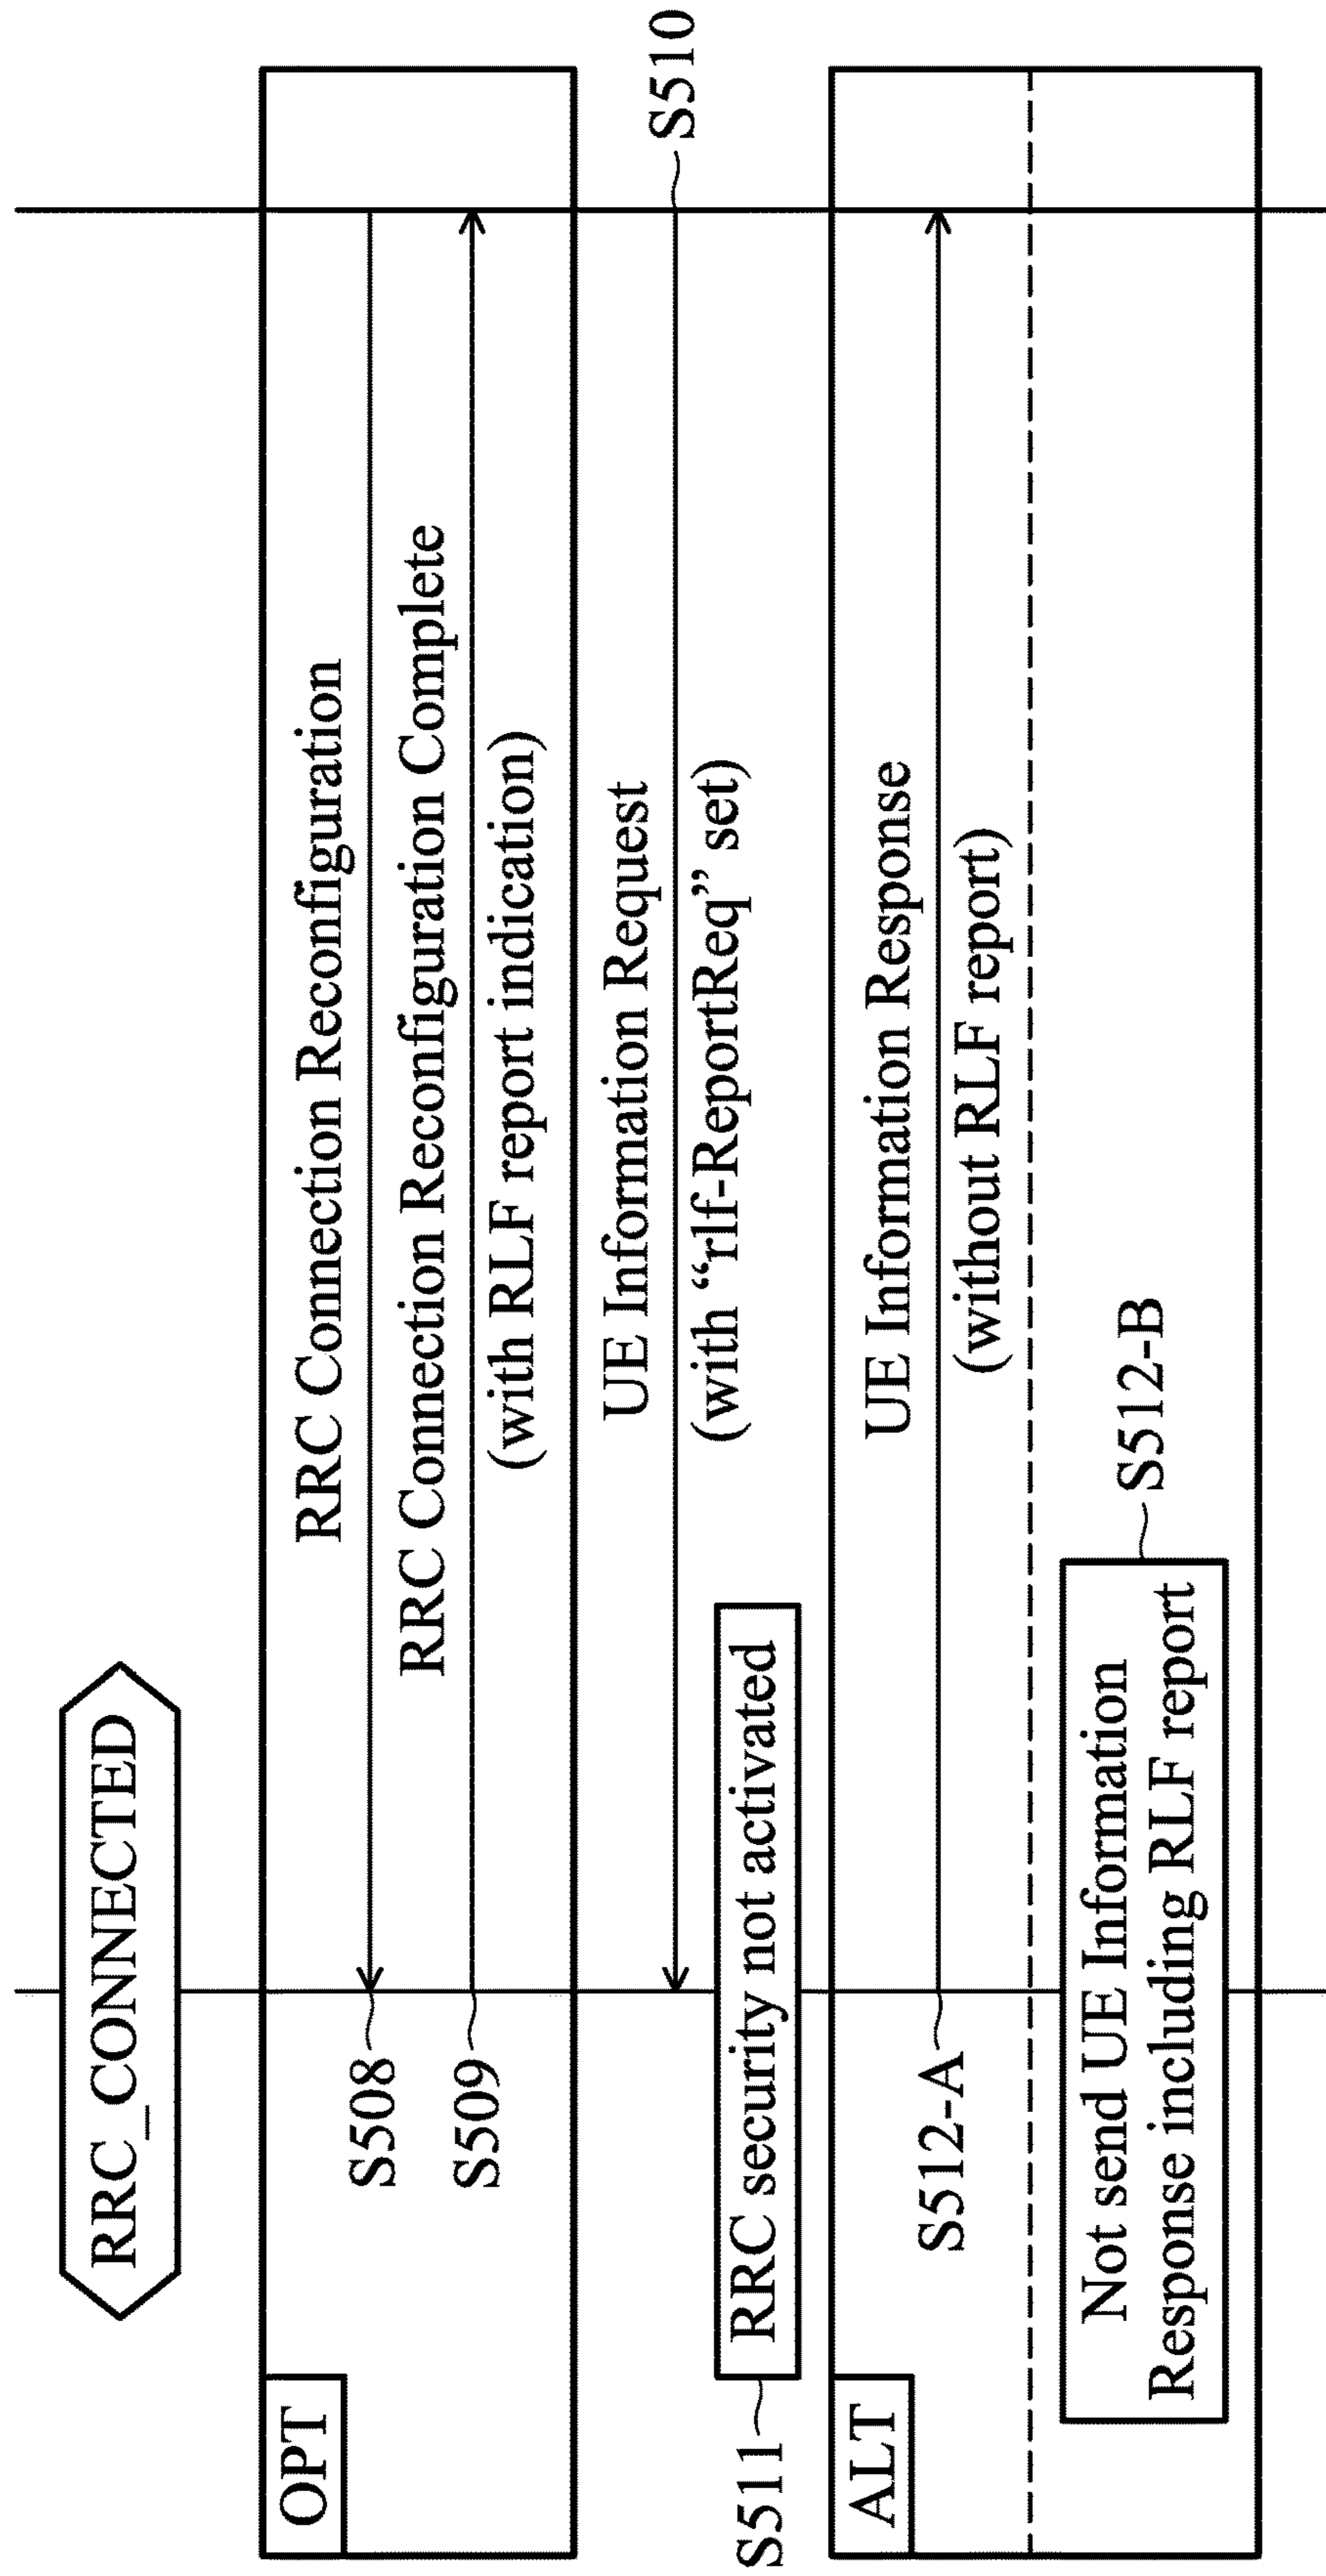 RRC_CONNECTED
OPT
RRC Connection Reconfiguration
S508
RRC Connection Reconfiguration Complete
S509
(with RLF report indication)
UE Information Request
S510
(with “rlf-ReportReq” set)
S511
RRC security not activated
ALT
UE Information Response
S512-A
(without RLF report)
Not send UE Information
Response including RLF report
S512-B